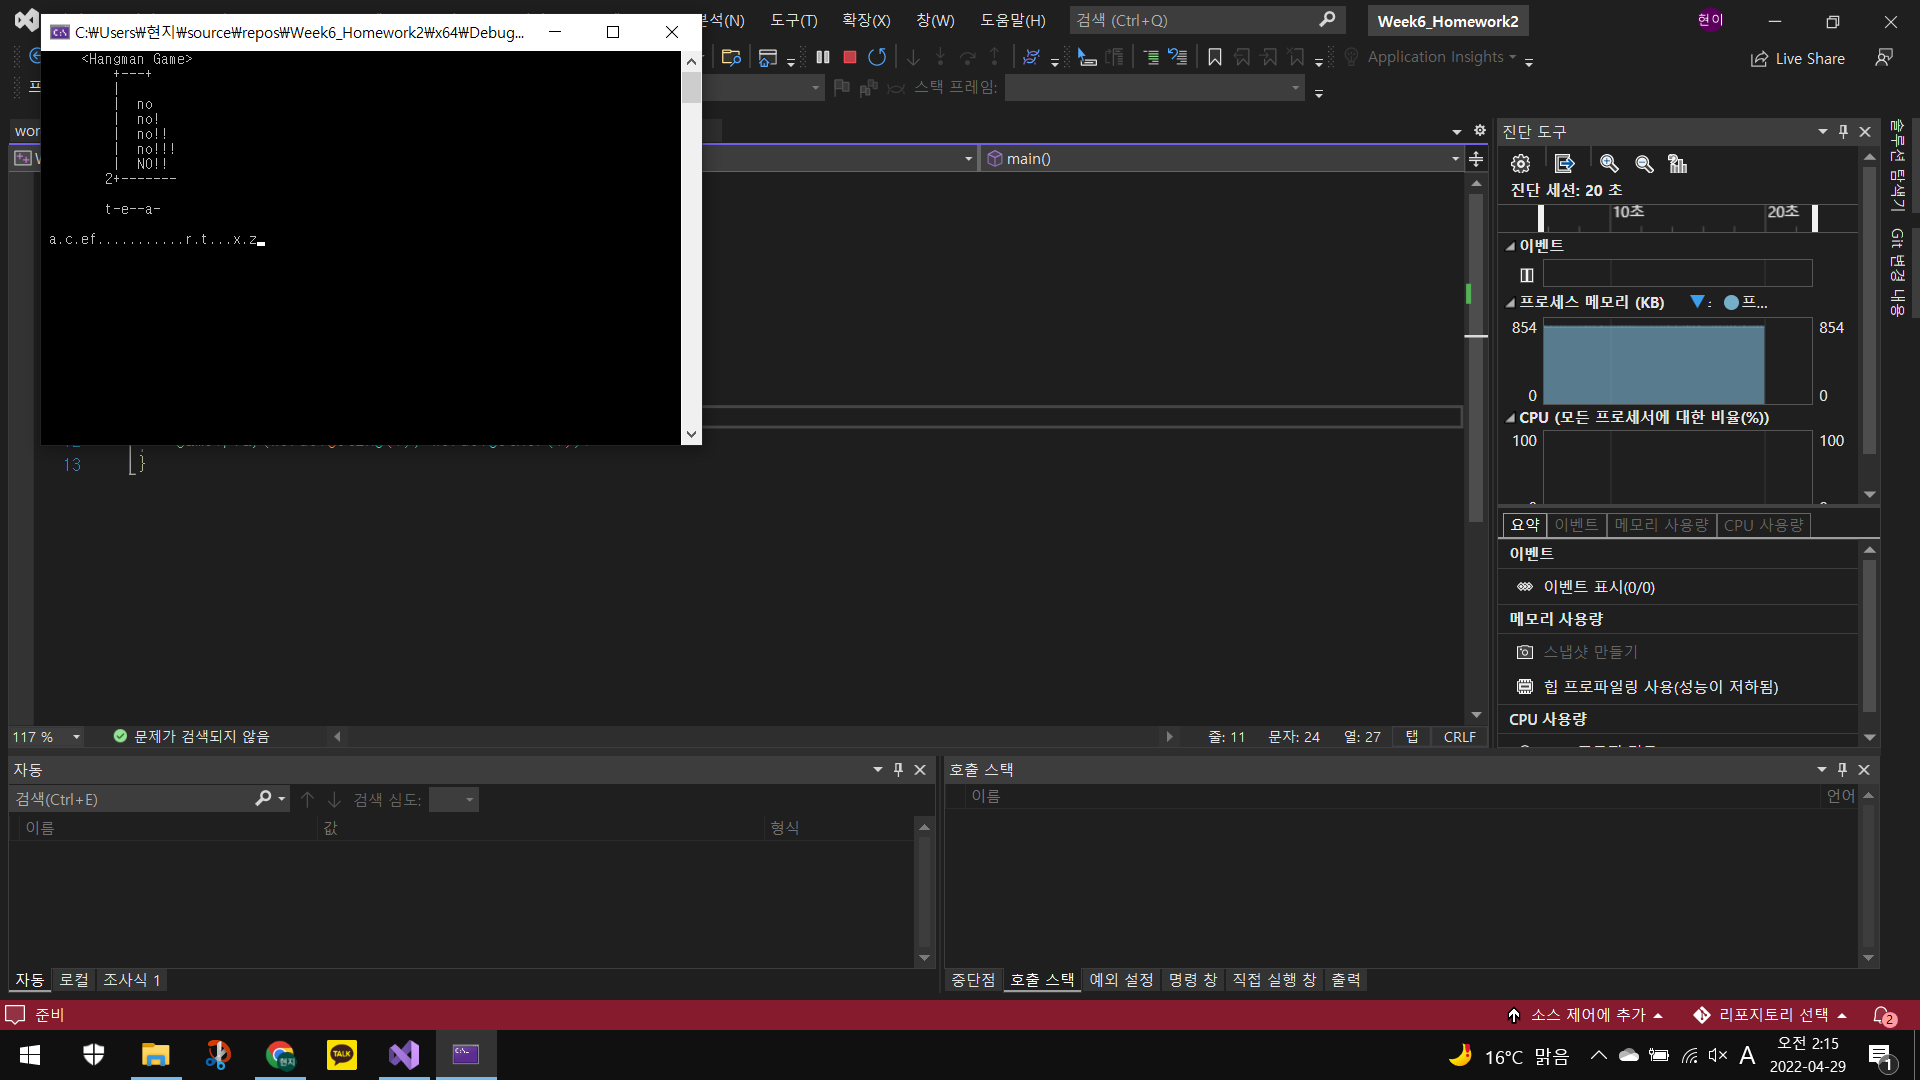 C:₩Users₩현지₩source₩repos₩Week6_Homework2₩x64₩Debug...
석(N) 도구(T) 확장(X) 창(W) 도움말(H) 검색 (Ctrl+Q) Week6_Homework2 현이
Application Insights Live Share
스택 프레임:
<Hangman Game>
+---+
|
| no
| no!
| no!!
| no!!!
| NO!!
2+-------
t-e--a-
a.c.ef...........r.t...x.z
wor
main()
13 }
117 % 문제가 검색되지 않음 줄: 11 문자: 24 열: 27 탭 CRLF
진단 도구
진단 세션: 20 초
10초 20초
이벤트
프로세스 메모리 (KB) 프...
854 854
0 0
CPU (모든 프로세서에 대한 비율(%))
100 100
요약 이벤트 메모리 사용량 CPU 사용량
이벤트
이벤트 표시(0/0)
메모리 사용량
스냅샷 만들기
힙 프로파일링 사용(성능이 저하됨)
CPU 사용량
솔루션 탐색기
Git 변경 내용
자동
검색(Ctrl+E) 검색 심도:
이름 값 형식
자동 로컬 조사식 1
호출 스택
이름 언어
중단점 호출 스택 예외 설정 명령 창 직접 실행 창 출력
준비 소스 제어에 추가 리포지토리 선택 2
TALK
현지
16°C 맑음 A 오전 2:15
2022-04-29
1